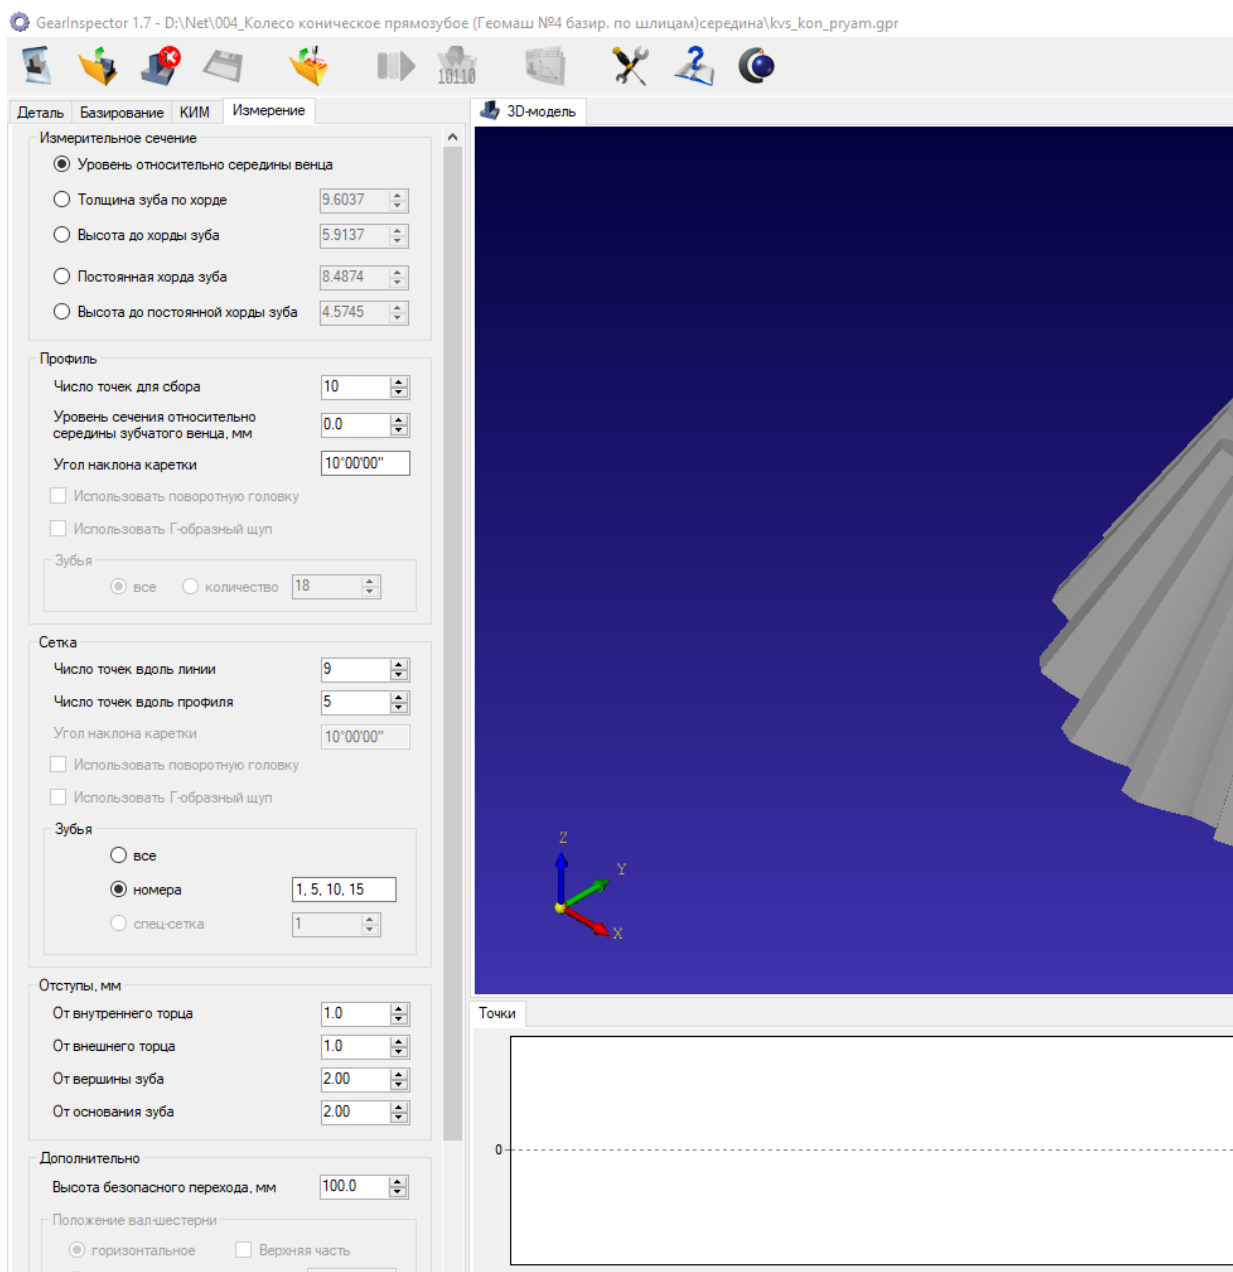 GearInspector 1.7 - D:\Net\004_Колесо коническое прямозубое (Геомаш №4 базир. по шлицам)середина\kvs_kon_pryam.gpr
10110
Деталь Базирование КИМ Измерение
3D-модель
Измерительное сечение
Уровень относительно середины венца
Толщина зуба по хорде 9.6037
Высота до хорды зуба 5.9137
Постоянная хорда зуба 8.4874
Высота до постоянной хорды зуба 4.5745
Профиль
Число точек для сбора 10
Уровень сечения относительно
середины зубчатого венца, мм 0.0
Угол наклона каретки 10°00'00"
Использовать поворотную головку
Использовать Г-образный щуп
Зубья
все количество 18
Сетка
Число точек вдоль линии 9
Число точек вдоль профиля 5
Угол наклона каретки 10°00'00"
Использовать поворотную головку
Использовать Г-образный щуп
Зубья
все
номера 1, 5, 10, 15
спец-сетка 1
Z
Y
X
Отступы, мм
От внутреннего торца 1.0
От внешнего торца 1.0
От вершины зуба 2.00
От основания зуба 2.00
Точки
0
Дополнительно
Высота безопасного перехода, мм 100.0
Положение вал-шестерни
горизонтальное Верхняя часть